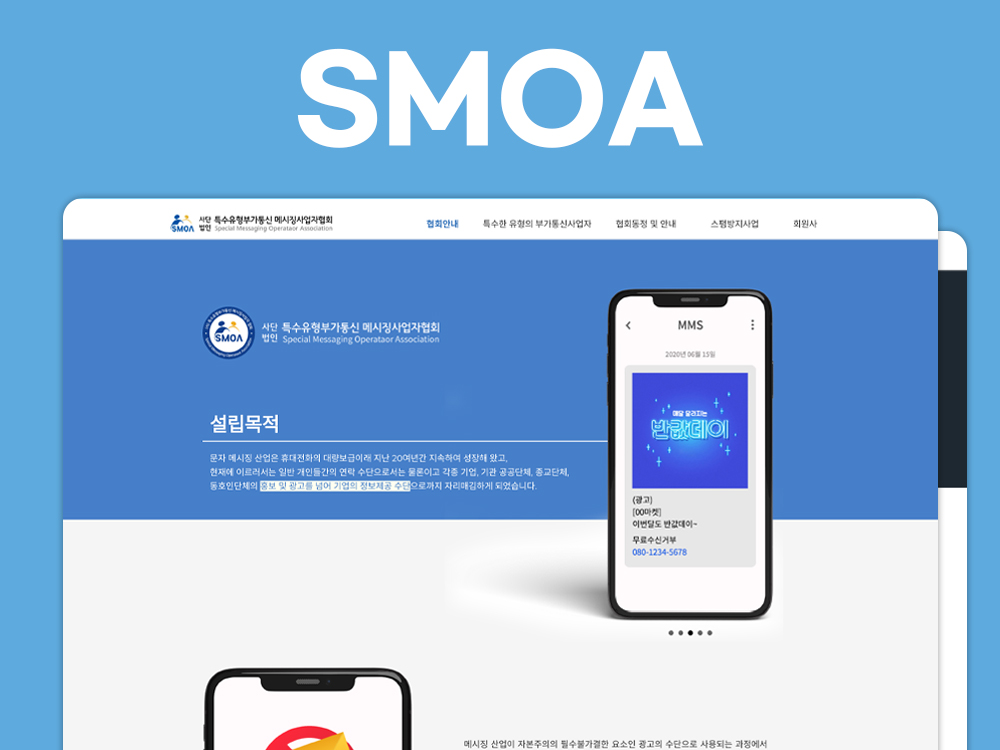 SMOA
SMOA 사단법인 특수유형부가통신 메시징사업자협회
Special Messaging Operataor Association
협회안내 특수한 유형의 부가통신사업자 협회동정 및 안내 스팸방지사업 회원사
SMOA 사단법인 특수유형부가통신 메시징사업자협회
Special Messaging Operataor Association
설립목적
문자 메시징 산업은 휴대전화의 대량보급이래 지난 20여년간 지속하여 성장해 왔고,
현재에 이르러서는 일반 개인들간의 연락 수단으로서는 물론이고 각종 기업, 기관 공공단체, 종교단체,
동호인단체의 홍보 및 광고를 넘어 기업의 정보제공 수단으로까지 자리매김하게 되었습니다.
MMS
2020년 06월 15일
매달 달라지는
반값데이
(광고)
[00마켓]
이번달도 반값데이~
무료수신거부
080-1234-5678
메시징 산업이 자본주의의 필수불가결한 요소인 광고의 수단으로 사용되는 과정에서